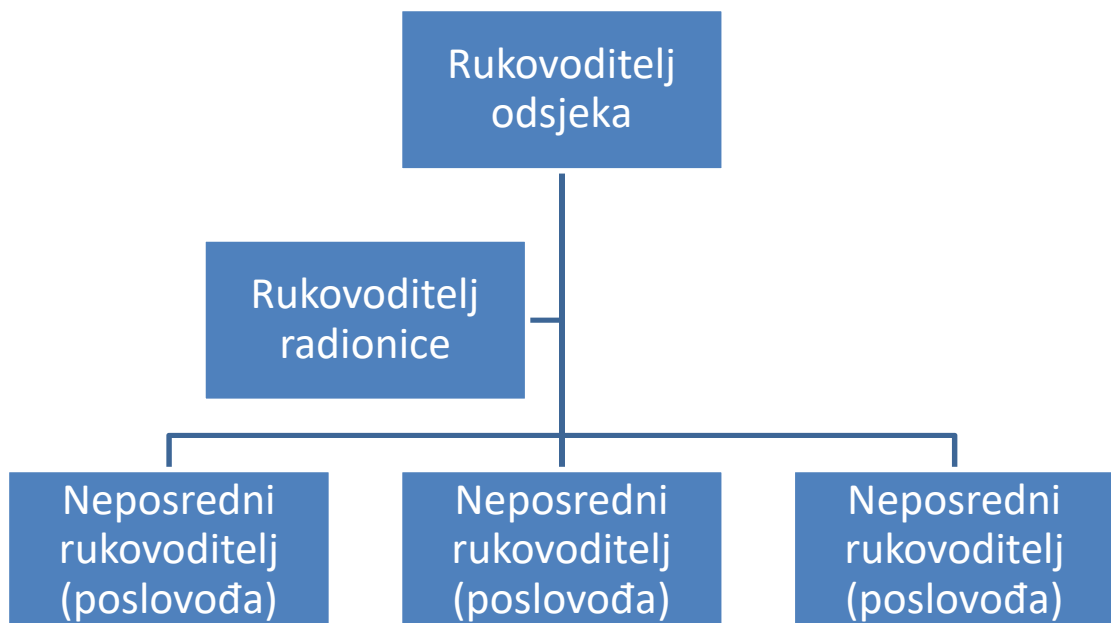 Rukovoditelj
odsjeka
Rukovoditelj
radionice
Neposredni
rukovoditelj
(poslovođa)
Neposredni
rukovoditelj
(poslovođa)
Neposredni
rukovoditelj
(poslovođa)